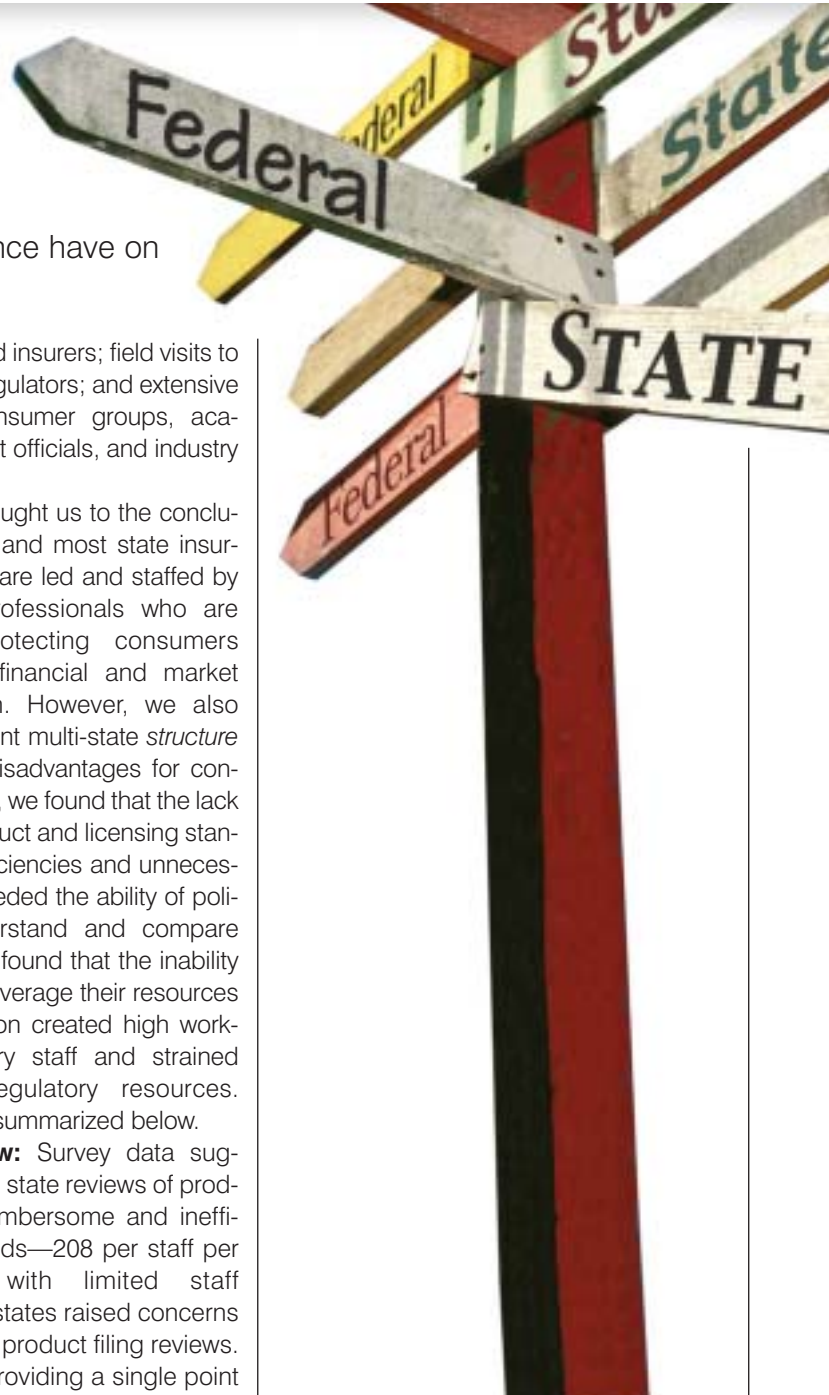 Federal
ederal
Sta
State
STATE
Federal
nce have on
d insurers; field visits to
gulators; and extensive
nsumer groups, aca-
t officials, and industry
ught us to the conclu-
and most state insur-
are led and staffed by
rofessionals who are
otecting consumers
financial and market
n. However, we also
nt multi-state structure
isadvantages for con-
, we found that the lack
uct and licensing stan-
ciencies and unneces-
eded the ability of poli-
erstand and compare
found that the inability
everage their resources
on created high work-
ry staff and strained
egulatory resources.
summarized below.
w: Survey data sug-
state reviews of prod-
mbersome and ineffi-
ds—208 per staff per
with limited staff
states raised concerns
product filing reviews.
roviding a single point